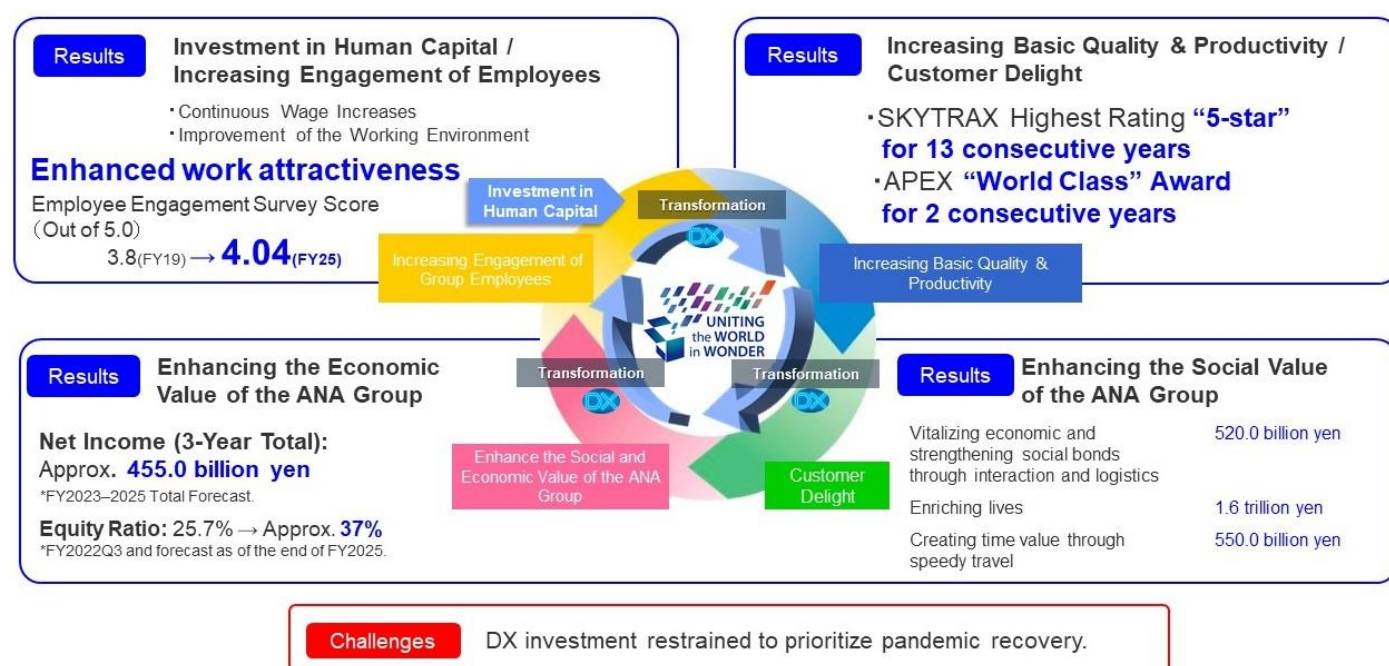 Results
Investment in Human Capital /
Increasing Engagement of Employees
・Continuous Wage Increases
・Improvement of the Working Environment
Enhanced work attractiveness
Employee Engagement Survey Score
（Out of 5.0）
3.8(FY19) → 4.04(FY25)
Results
Increasing Basic Quality & Productivity /
Customer Delight
・SKYTRAX Highest Rating “5-star”
for 13 consecutive years
・APEX “World Class” Award
for 2 consecutive years
Investment in
Human Capital
Transformation
DX
Increasing Engagement of
Group Employees
Increasing Basic Quality &
Productivity
UNITING
the WORLD
in WONDER
Transformation
DX
Transformation
DX
Enhance the Social and
Economic Value of the ANA
Group
Customer
Delight
Results
Enhancing the Economic
Value of the ANA Group
Net Income (3-Year Total):
Approx. 455.0 billion yen
*FY2023–2025 Total Forecast.
Equity Ratio: 25.7% → Approx. 37%
*FY2022Q3 and forecast as of the end of FY2025.
Results
Enhancing the Social Value
of the ANA Group
Vitalizing economic and 520.0 billion yen
strengthening social bonds
through interaction and logistics
Enriching lives 1.6 trillion yen
Creating time value through 550.0 billion yen
speedy travel
Challenges
DX investment restrained to prioritize pandemic recovery.